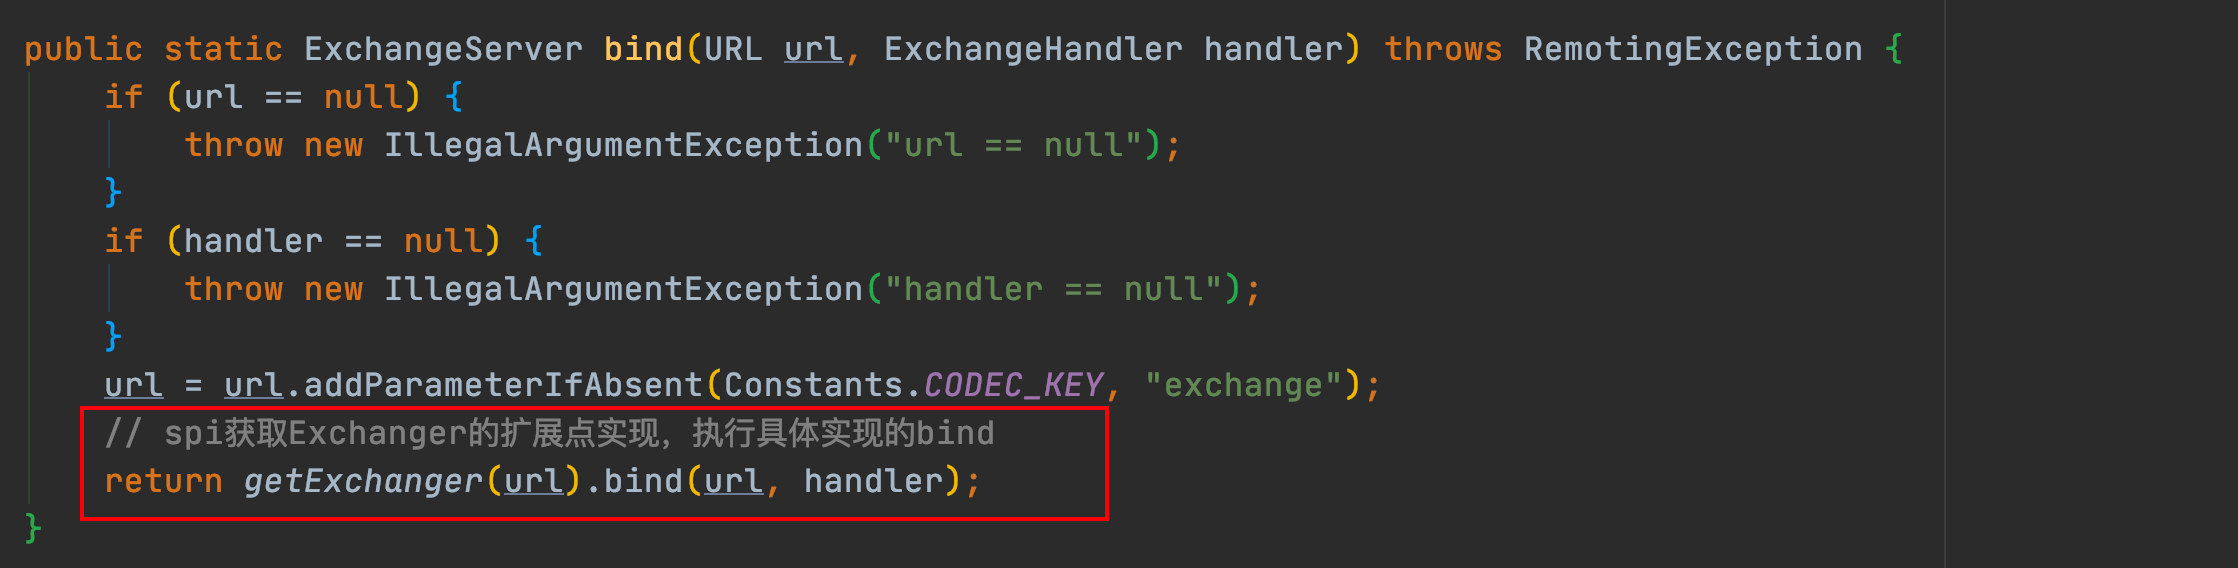 public static ExchangeServer bind(URL url, ExchangeHandler handler) throws RemotingException {
    if (url == null) {
        throw new IllegalArgumentException("url == null");
    }
    if (handler == null) {
        throw new IllegalArgumentException("handler == null");
    }
    url = url.addParameterIfAbsent(Constants.CODEC_KEY, "exchange");
    // spi获取Exchanger的扩展点实现，执行具体实现的bind
    return getExchanger(url).bind(url, handler);
}